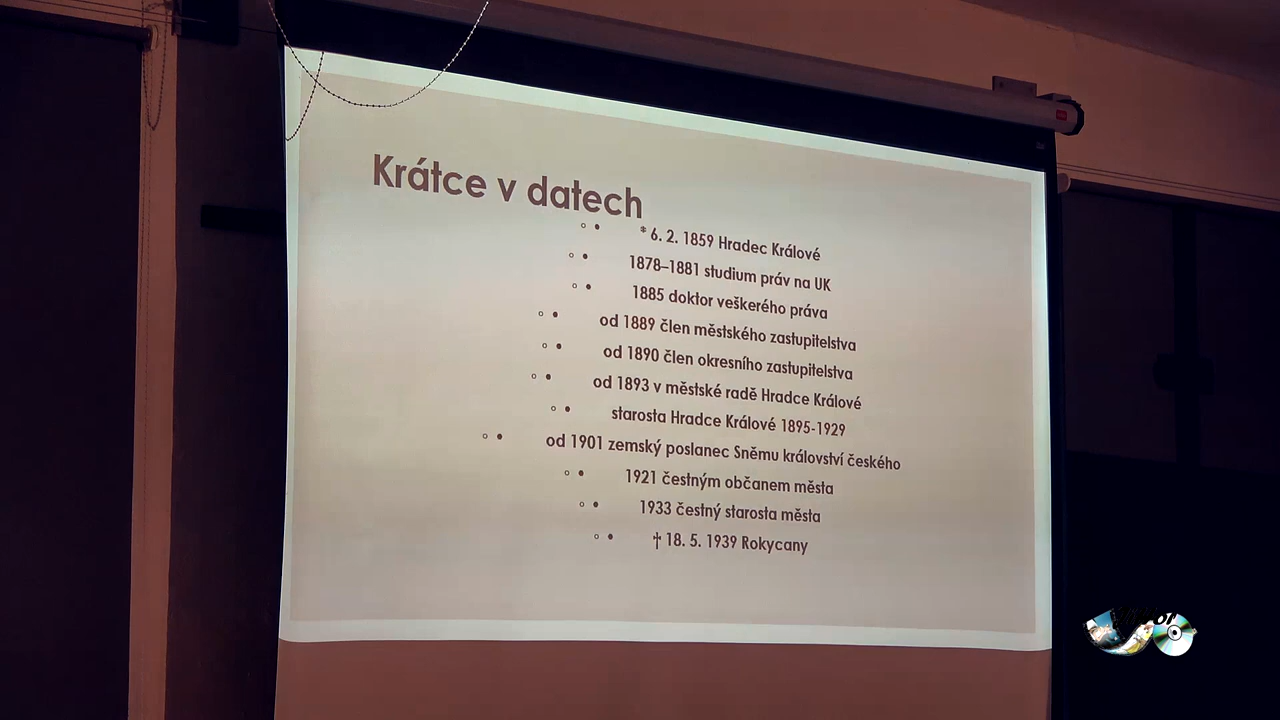 Krátce v datech
* 6. 2. 1859 Hradec Králové
1878–1881 studium práv na UK
1885 doktor veškerého práva
od 1889 člen městského zastupitelstva
od 1890 člen okresního zastupitelstva
od 1893 v městské radě Hradce Králové
starosta Hradce Králové 1895-1929
od 1901 zemský poslanec Sněmu království českého
1921 čestným občanem města
1933 čestný starosta města
† 18. 5. 1939 Rokycany